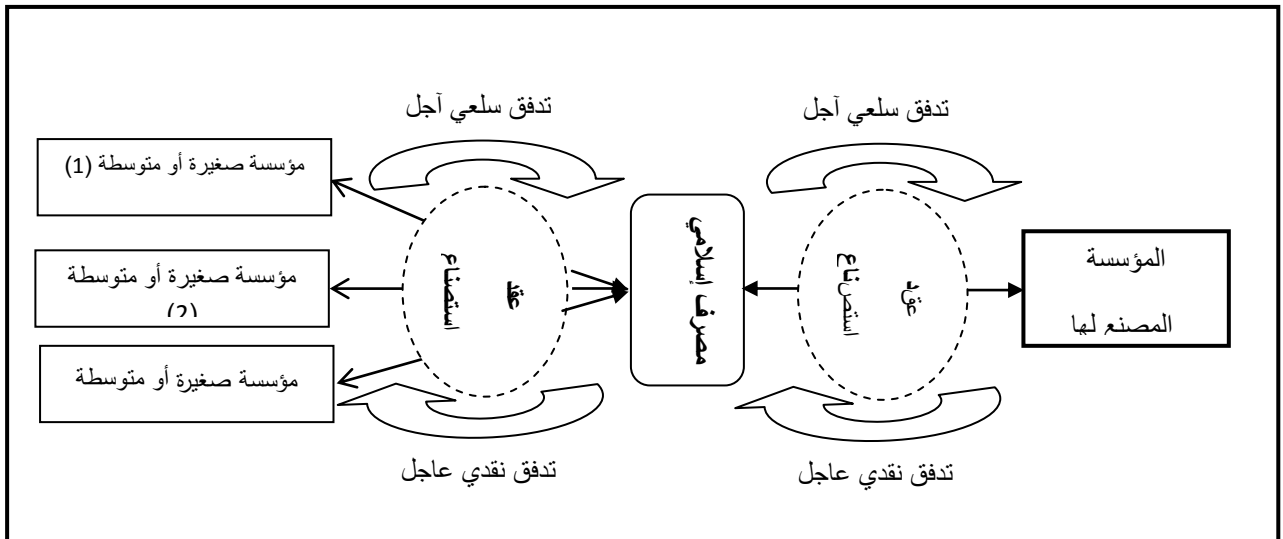 تدفق سلعي آجل
تدفق سلعي آجل
المؤسسة
المصنع لها
عقد
استصناع
مصرف إسلامي
عقد
استصناع
مؤسسة صغيرة أو متوسطة (1)
مؤسسة صغيرة أو متوسطة
(2)
مؤسسة صغيرة أو متوسطة
تدفق نقدي عاجل
تدفق نقدي عاجل